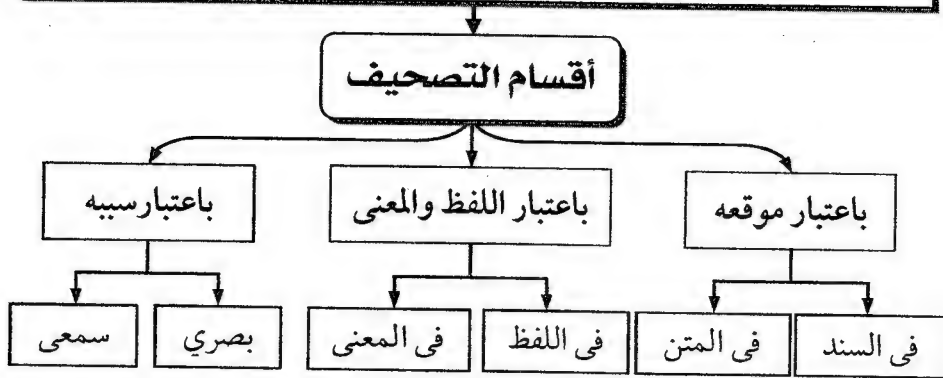 أقسام التصحيف
باعتبار موقعه
باعتبار اللفظ والمعنى
باعتبار سببه
فى السند
فى المتن
فى اللفظ
فى المعنى
بصري
سمعى